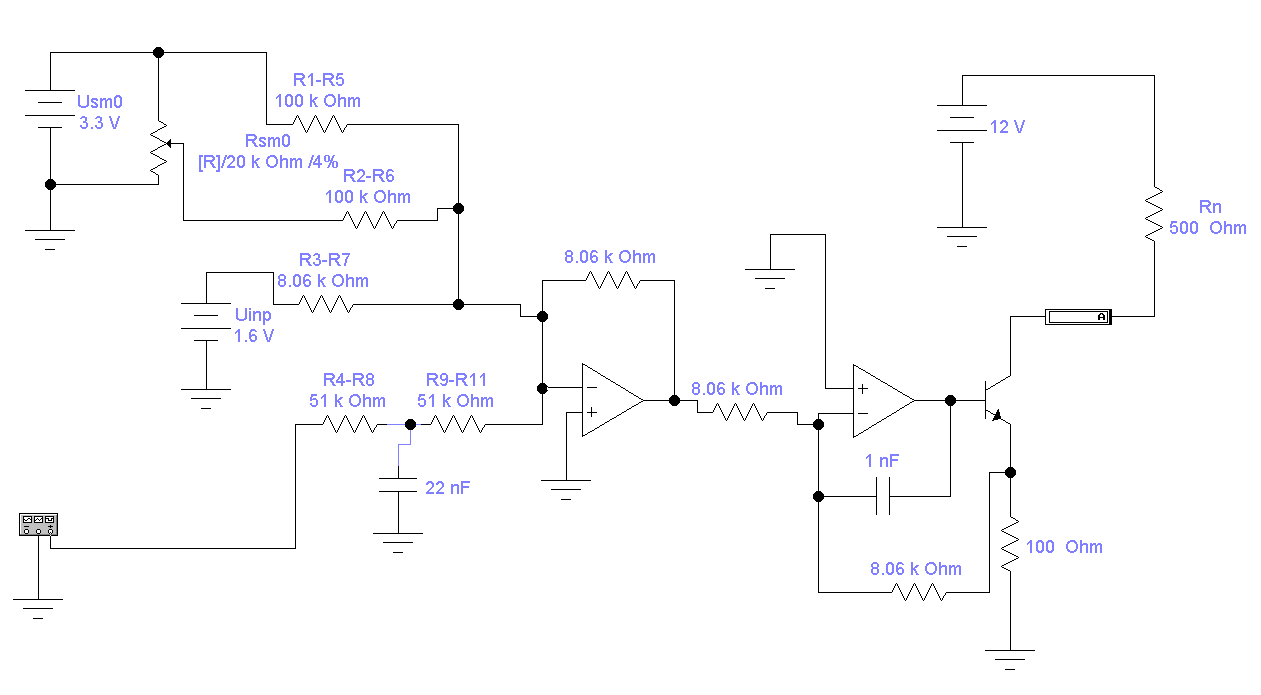 R1-R5
100 k Ohm
Usm0
3.3 V
Rsm0
[R]/20 k Ohm /4%
R2-R6
100 k Ohm
12 V
Rn
500 Ohm
R3-R7
8.06 k Ohm
8.06 k Ohm
Uinp
1.6 V
A
R4-R8
51 k Ohm
R9-R11
51 k Ohm
8.06 k Ohm
22 nF
1 nF
100 Ohm
8.06 k Ohm